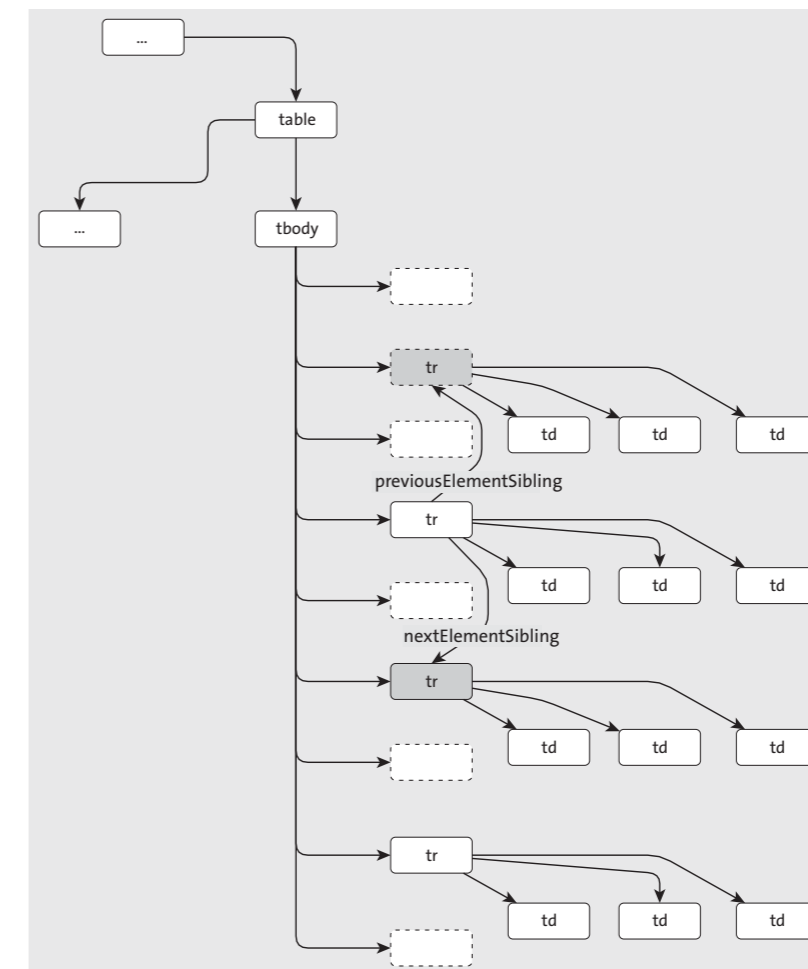 ...
table
...
tbody
tr
td
td
td
previousElementSibling
tr
td
td
td
nextElementSibling
tr
td
td
td
tr
td
td
td